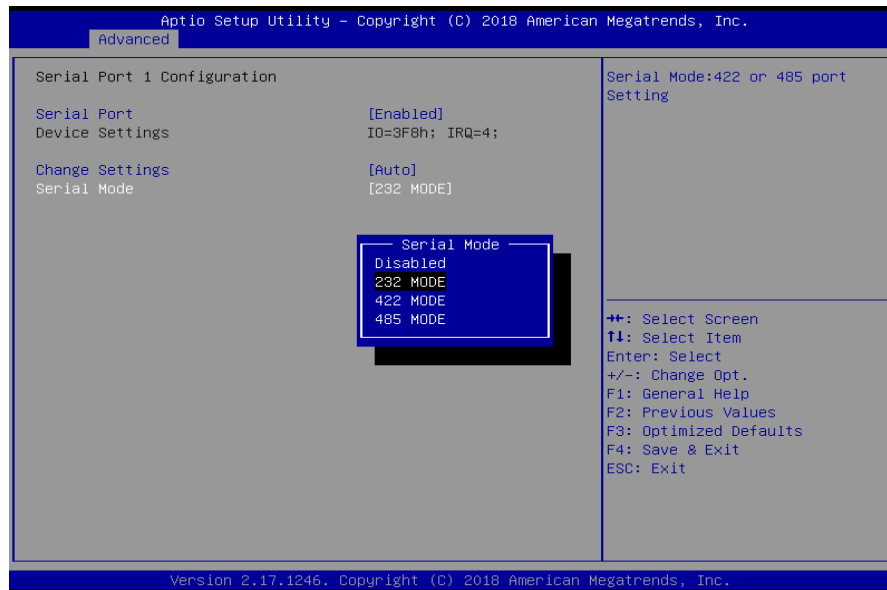 Aptio Setup Utility – Copyright (C) 2018 American Megatrends, Inc.
Advanced
Serial Port 1 Configuration
Serial Port [Enabled]
Device Settings IO=3F8h; IRQ=4;
Change Settings [Auto]
Serial Mode [232 MODE]
Serial Mode
Disabled
232 MODE
422 MODE
485 MODE
Serial Mode:422 or 485 port
Setting
→←: Select Screen
↑↓: Select Item
Enter: Select
+/-: Change Opt.
F1: General Help
F2: Previous Values
F3: Optimized Defaults
F4: Save & Exit
ESC: Exit
Version 2.17.1246. Copyright (C) 2018 American Megatrends, Inc.